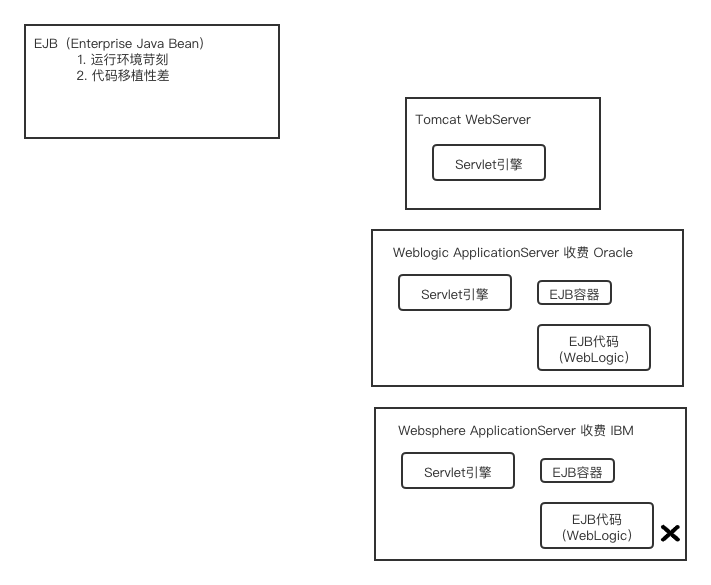 EJB（Enterprise Java Bean）
1. 运行环境苛刻
2. 代码移植性差
Tomcat WebServer
Servlet引擎
Weblogic ApplicationServer 收费 Oracle
Servlet引擎
EJB容器
EJB代码
（WebLogic）
Websphere ApplicationServer 收费 IBM
Servlet引擎
EJB容器
EJB代码
（WebLogic）